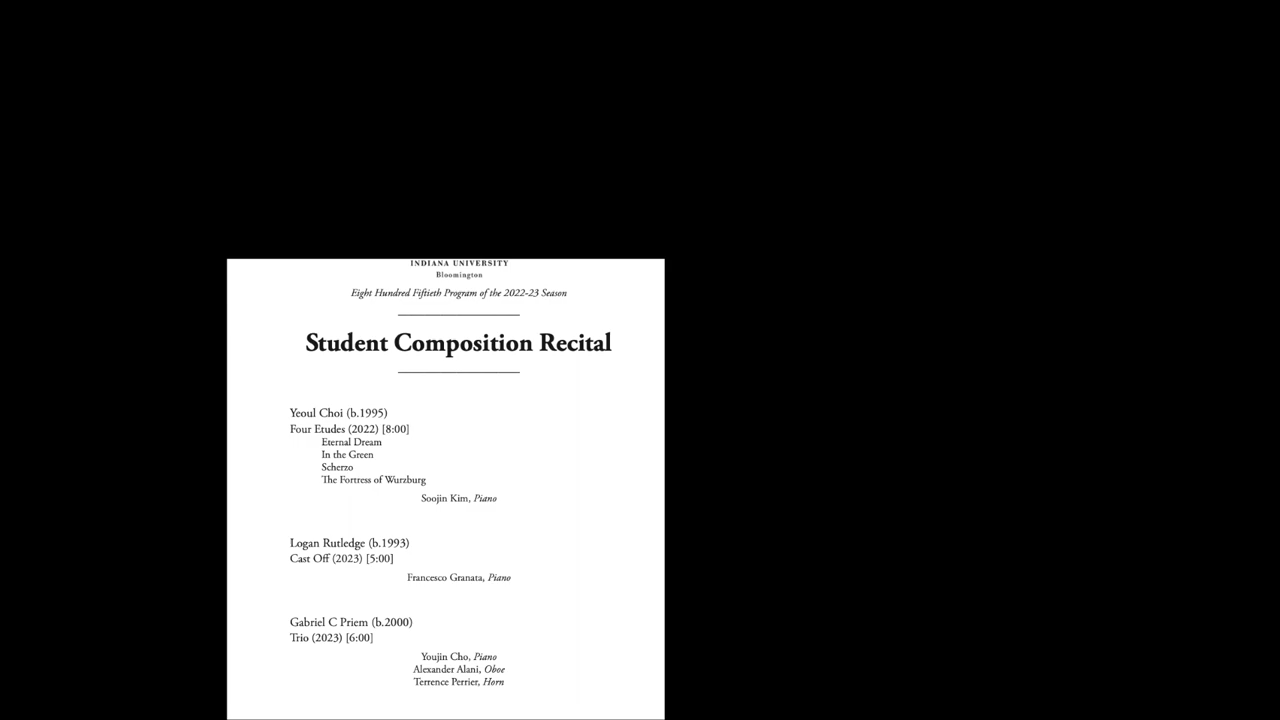 INDIANA UNIVERSITY
Bloomington
Eight Hundred Fiftieth Program of the 2022-23 Season
Student Composition Recital
Yeoul Choi (b.1995)
Four Etudes (2022) [8:00]
Eternal Dream
In the Green
Scherzo
The Fortress of Wurzburg
Soojin Kim, Piano
Logan Rutledge (b.1993)
Cast Off (2023) [5:00]
Francesco Granata, Piano
Gabriel C Priem (b.2000)
Trio (2023) [6:00]
Youjin Cho, Piano
Alexander Alani, Oboe
Terrence Perrier, Horn